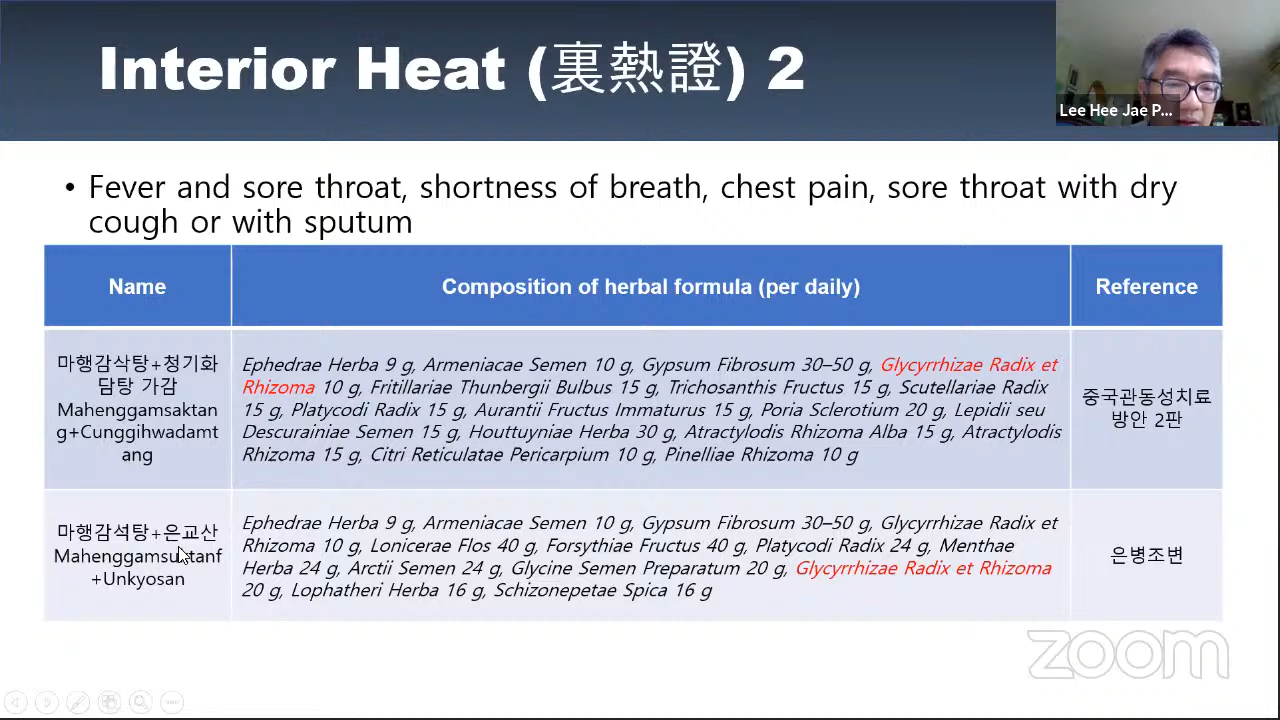 Interior Heat (裏熱證) 2
Lee Hee Jae P...
• Fever and sore throat, shortness of breath, chest pain, sore throat with dry
cough or with sputum
Name
Composition of herbal formula (per daily)
Reference
마행감삭탕+청기화
담탕 가감
Mahenggamsaktan
g+Cunggihwadamt
ang
Ephedrae Herba 9 g, Armeniacae Semen 10 g, Gypsum Fibrosum 30–50 g, Glycyrrhizae Radix et
Rhizoma 10 g, Fritillariae Thunbergii Bulbus 15 g, Trichosanthis Fructus 15 g, Scutellariae Radix
15 g, Platycodi Radix 15 g, Aurantii Fructus Immaturus 15 g, Poria Sclerotium 20 g, Lepidii seu
Descurainiae Semen 15 g, Houttuyniae Herba 30 g, Atractylodis Rhizoma Alba 15 g, Atractylodis
Rhizoma 15 g, Citri Reticulatae Pericarpium 10 g, Pinelliae Rhizoma 10 g
중국관동성치료
방안 2판
마행감석탕+은교산
+Unkyosan
Ephedrae Herba 9 g, Armeniacae Semen 10 g, Gypsum Fibrosum 30–50 g, Glycyrrhizae Radix et
Rhizoma 10 g, Lonicerae Flos 40 g, Forsythiae Fructus 40 g, Platycodi Radix 24 g, Menthae
Herba 24 g, Arctii Semen 24 g, Glycine Semen Preparatum 20 g, Glycyrrhizae Radix et Rhizoma
20 g, Lophatheri Herba 16 g, Schizonepetae Spica 16 g
은병조변
zoom